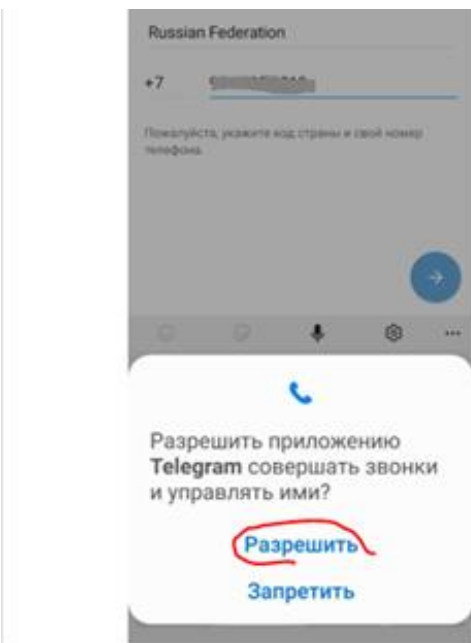 Russian Federation
+7
Пожалуйста, укажите код страны и свой номер
телефона.
Разрешить приложению
Telegram совершать звонки
и управлять ими?
Разрешить
Запретить